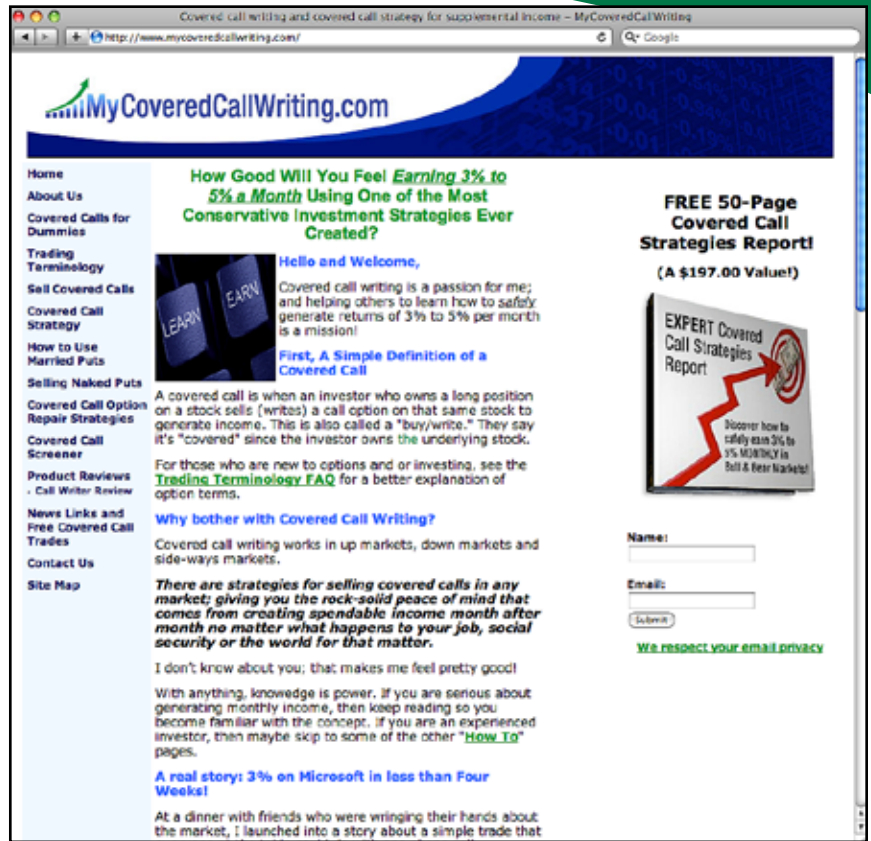 Covered call writing and covered call strategy for supplemental income – MyCoveredCallWriting
http://www.mycoveredcallwriting.com/
Google
MyCoveredCallWriting.com
Home
About Us
Covered Calls for
Dummies
Trading
Terminology
Sell Covered Calls
Covered Call
Strategy
How to Use
Married Puts
Selling Naked Puts
Covered Call Option
Repair Strategies
Covered Call
Screener
Product Reviews
- Call Writer Review
News Links and
Free Covered Call
Trades
Contact Us
Site Map
How Good Will You Feel Earning 3% to
5% a Month Using One of the Most
Conservative Investment Strategies Ever
Created?
LEARN
EARN
Hello and Welcome,
Covered call writing is a passion for me;
and helping others to learn how to safely
generate returns of 3% to 5% per month
is a mission!
First, A Simple Definition of a
Covered Call
A covered call is when an investor who owns a long position
on a stock sells (writes) a call option on that same stock to
generate income. This is also called a "buy/write." They say
it's "covered" since the investor owns the underlying stock.
For those who are new to options and or investing, see the
Trading Terminology FAQ for a better explanation of
option terms.
Why bother with Covered Call Writing?
Covered call writing works in up markets, down markets and
side-ways markets.
There are strategies for selling covered calls in any
market; giving you the rock-solid peace of mind that
comes from creating spendable income month after
month no matter what happens to your job, social
security or the world for that matter.
I don't know about you; that makes me feel pretty good!
With anything, knowledge is power. If you are serious about
generating monthly income, then keep reading so you
become familiar with the concept. If you are an experienced
investor, then maybe skip to some of the other "How To"
pages.
A real story: 3% on Microsoft in less than Four
Weeks!
At a dinner with friends who were wringing their hands about
the market, I launched into a story about a simple trade that
FREE 50-Page
Covered Call
Strategies Report!
(A $197.00 Value!)
EXPERT Covered
Call Strategies
Report
Discover how to
safely earn 3% to
5% MONTHLY in
Bull & Bear Markets!
Name:
Email:
Submit
We respect your email privacy